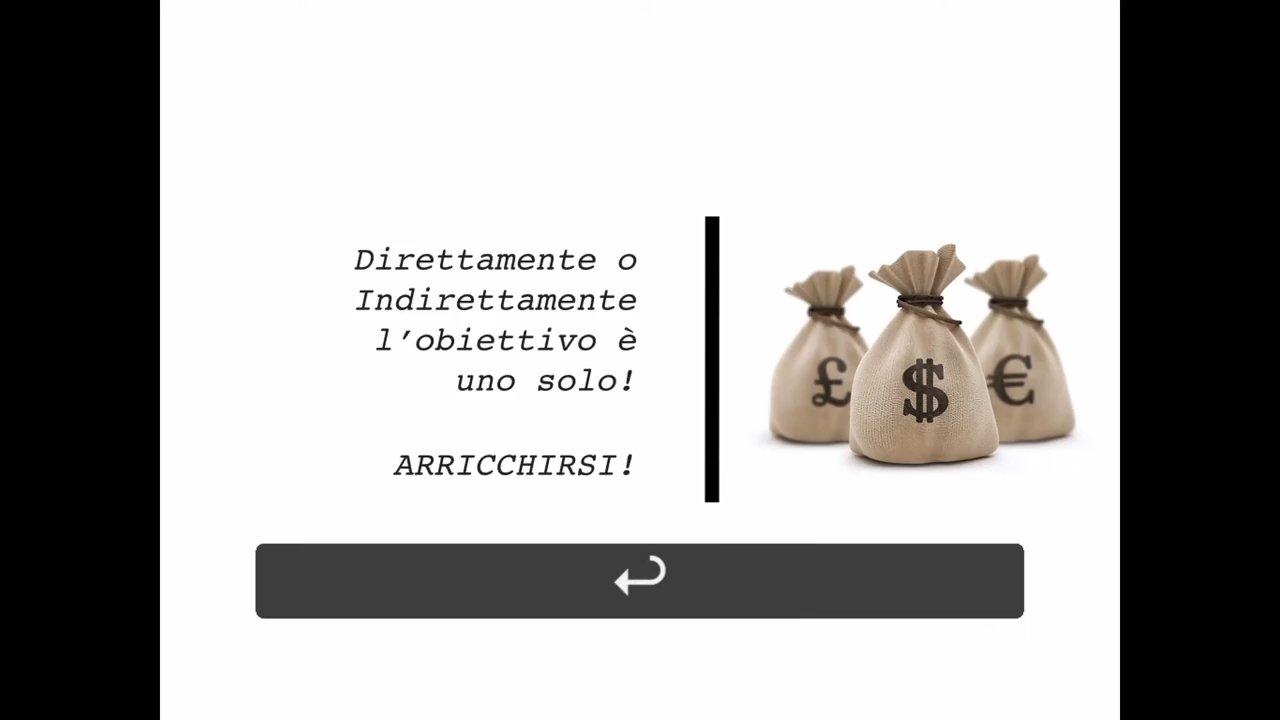 Direttamente o
Indirettamente
l’obiettivo è
uno solo!
ARRICCHIRSI!
£ $ €